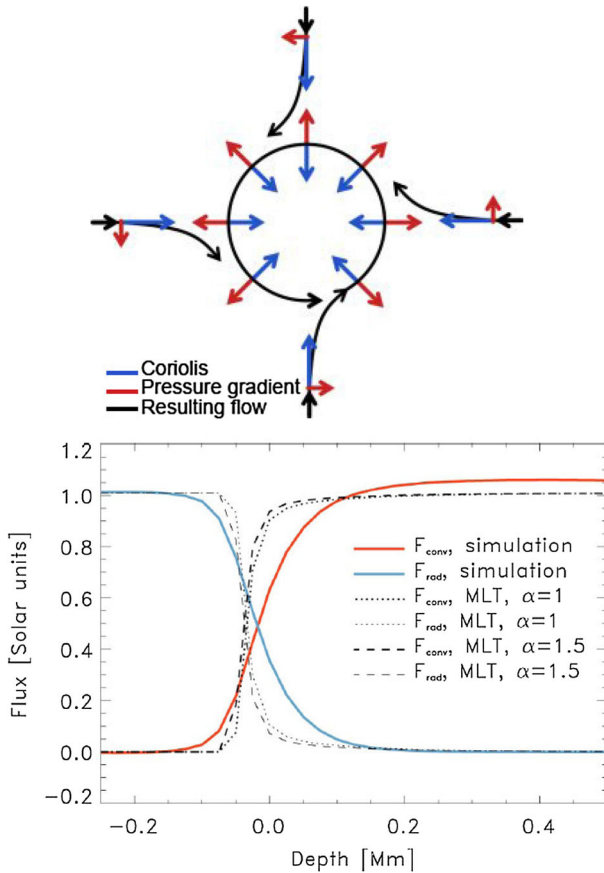 Coriolis
Pressure gradient
Resulting flow
1.2
1.0
0.8
0.6
0.4
0.2
0.0
−0.2
Flux [Solar units]
F_conv, simulation
F_rad, simulation
F_conv, MLT, α=1
F_rad, MLT, α=1
F_conv, MLT, α=1.5
F_rad, MLT, α=1.5
−0.2 0.0 0.2 0.4
Depth [Mm]